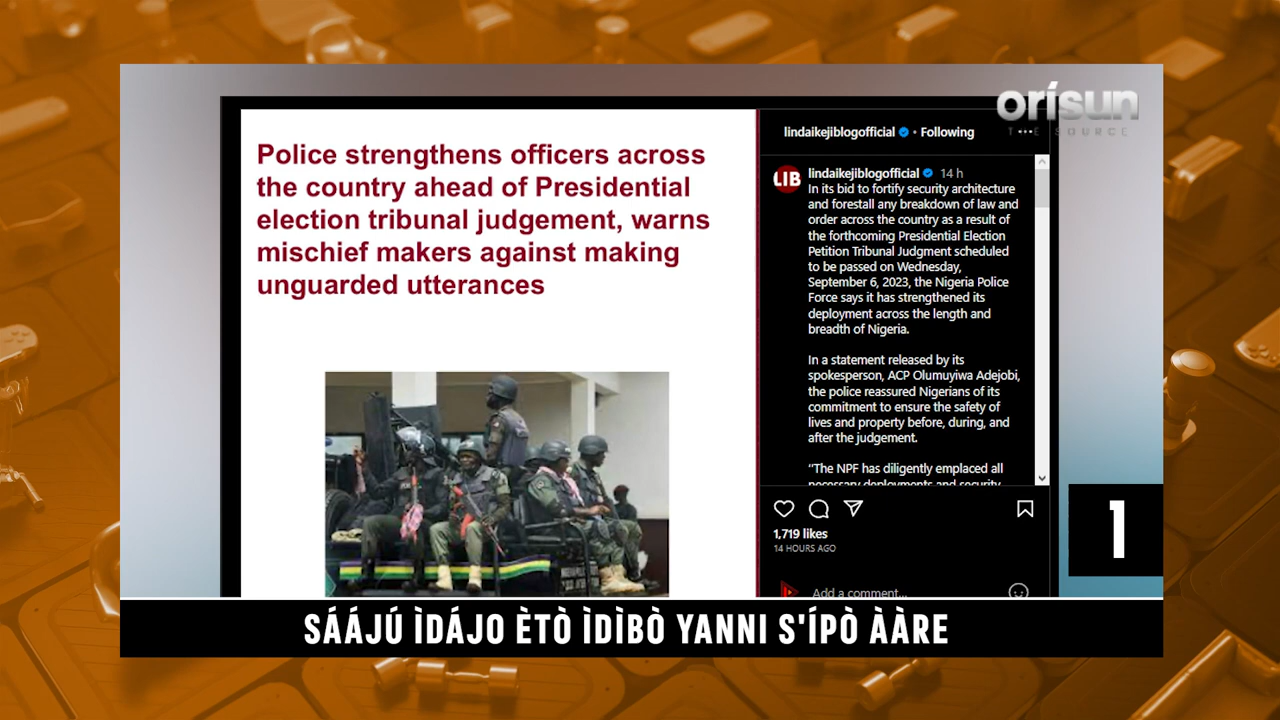 orísun
THE SOURCE
Police strengthens officers across
the country ahead of Presidential
election tribunal judgement, warns
mischief makers against making
unguarded utterances
lindaikejiblogofficial • Following
LIB
lindaikejiblogofficial 14 h
In its bid to fortify security architecture
and forestall any breakdown of law and
order across the country as a result of
the forthcoming Presidential Election
Petition Tribunal Judgment scheduled
to be passed on Wednesday,
September 6, 2023, the Nigeria Police
Force says it has strengthened its
deployment across the length and
breadth of Nigeria.
In a statement released by its
spokesperson, ACP Olumuyiwa Adejobi,
the police reassured Nigerians of its
commitment to ensure the safety of
lives and property before, during, and
after the judgement.
“The NPF has diligently emplaced all
necessary deployments and security
1,719 likes
14 HOURS AGO
Add a comment...
1
SÁÁJÚ ÌDÁJO ÈTÒ ÌDÌBÒ YANNI S'ÍPÒ ÀÀRE